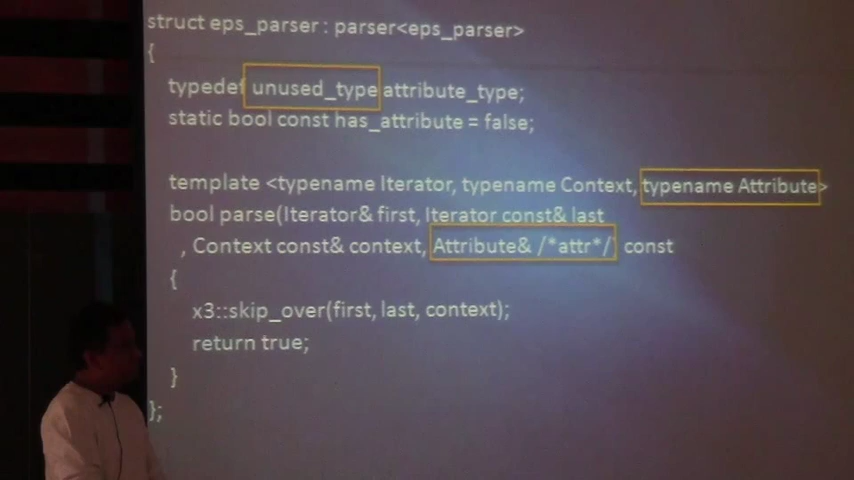 struct eps_parser : parser<eps_parser>
{
typedef unused_type attribute_type;
static bool const has_attribute = false;
template <typename Iterator, typename Context, typename Attribute>
bool parse(Iterator& first, Iterator const& last
, Context const& context, Attribute& /*attr*/ const
{
x3::skip_over(first, last, context);
return true;
}
};